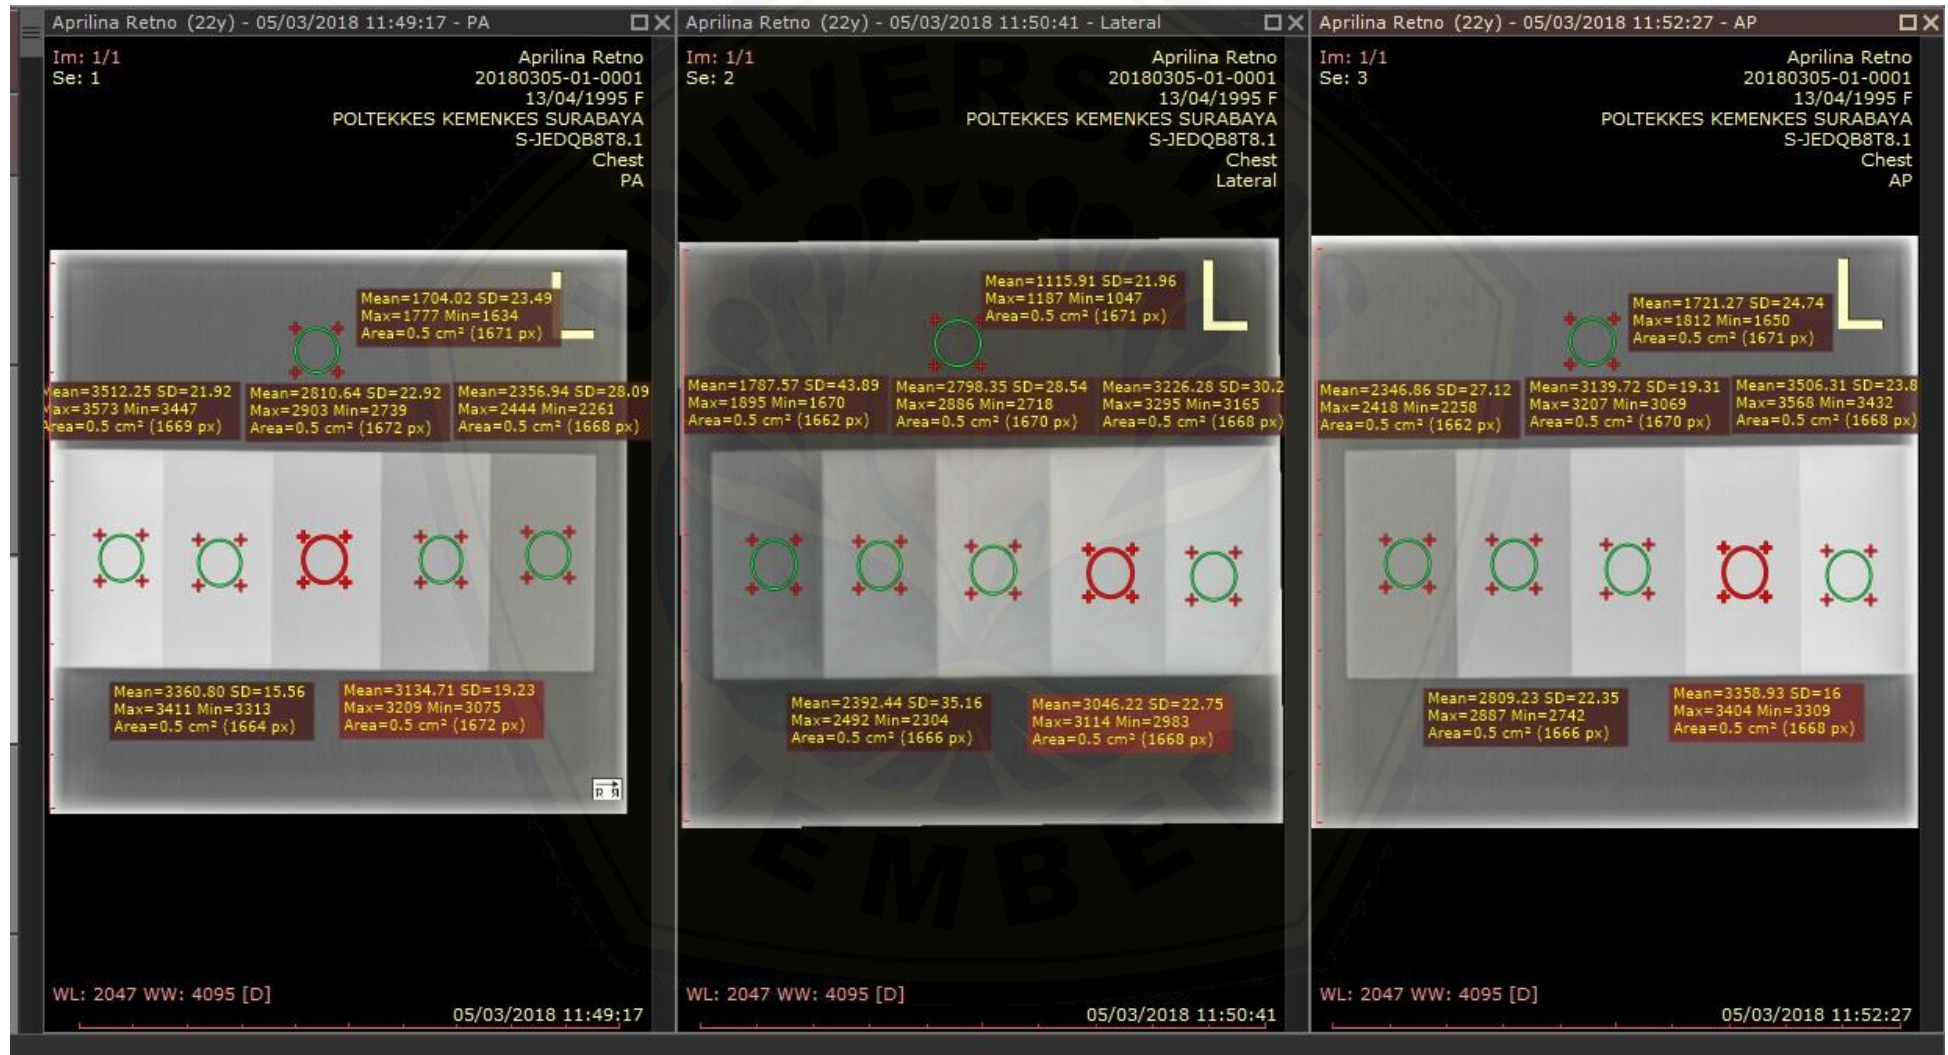 Aprilina Retno (22y) - 05/03/2018 11:49:17 - PA
Im: 1/1
Se: 1
Aprilina Retno
20180305-01-0001
13/04/1995 F
POLTEKKES KEMENKES SURABAYA
S-JEDQB8T8.1
Chest
PA
Mean=1704.02 SD=23.49
Max=1777 Min=1634
Area=0.5 cm² (1671 px)
L
Mean=3512.25 SD=21.92
Max=3573 Min=3447
Area=0.5 cm² (1669 px)
Mean=2810.64 SD=22.92
Max=2903 Min=2739
Area=0.5 cm² (1672 px)
Mean=2356.94 SD=28.09
Max=2444 Min=2261
Area=0.5 cm² (1668 px)
Mean=3360.80 SD=15.56
Max=3411 Min=3313
Area=0.5 cm² (1664 px)
Mean=3134.71 SD=19.23
Max=3209 Min=3075
Area=0.5 cm² (1672 px)
R Я
WL: 2047 WW: 4095 [D]
05/03/2018 11:49:17
Aprilina Retno (22y) - 05/03/2018 11:50:41 - Lateral
Im: 1/1
Se: 2
Aprilina Retno
20180305-01-0001
13/04/1995 F
POLTEKKES KEMENKES SURABAYA
S-JEDQB8T8.1
Chest
Lateral
Mean=1115.91 SD=21.96
Max=1187 Min=1047
Area=0.5 cm² (1671 px)
L
Mean=1787.57 SD=43.89
Max=1895 Min=1670
Area=0.5 cm² (1662 px)
Mean=2798.35 SD=28.54
Max=2886 Min=2718
Area=0.5 cm² (1670 px)
Mean=3226.28 SD=30.2
Max=3295 Min=3165
Area=0.5 cm² (1668 px)
Mean=2392.44 SD=35.16
Max=2492 Min=2304
Area=0.5 cm² (1666 px)
Mean=3046.22 SD=22.75
Max=3114 Min=2983
Area=0.5 cm² (1668 px)
WL: 2047 WW: 4095 [D]
05/03/2018 11:50:41
Aprilina Retno (22y) - 05/03/2018 11:52:27 - AP
Im: 1/1
Se: 3
Aprilina Retno
20180305-01-0001
13/04/1995 F
POLTEKKES KEMENKES SURABAYA
S-JEDQB8T8.1
Chest
AP
Mean=1721.27 SD=24.74
Max=1812 Min=1650
Area=0.5 cm² (1671 px)
L
Mean=2346.86 SD=27.12
Max=2418 Min=2258
Area=0.5 cm² (1662 px)
Mean=3139.72 SD=19.31
Max=3207 Min=3069
Area=0.5 cm² (1670 px)
Mean=3506.31 SD=23.8
Max=3568 Min=3432
Area=0.5 cm² (1668 px)
Mean=2809.23 SD=22.35
Max=2887 Min=2742
Area=0.5 cm² (1666 px)
Mean=3358.93 SD=16
Max=3404 Min=3309
Area=0.5 cm² (1668 px)
WL: 2047 WW: 4095 [D]
05/03/2018 11:52:27
UNIVERSITAS
JEMBER